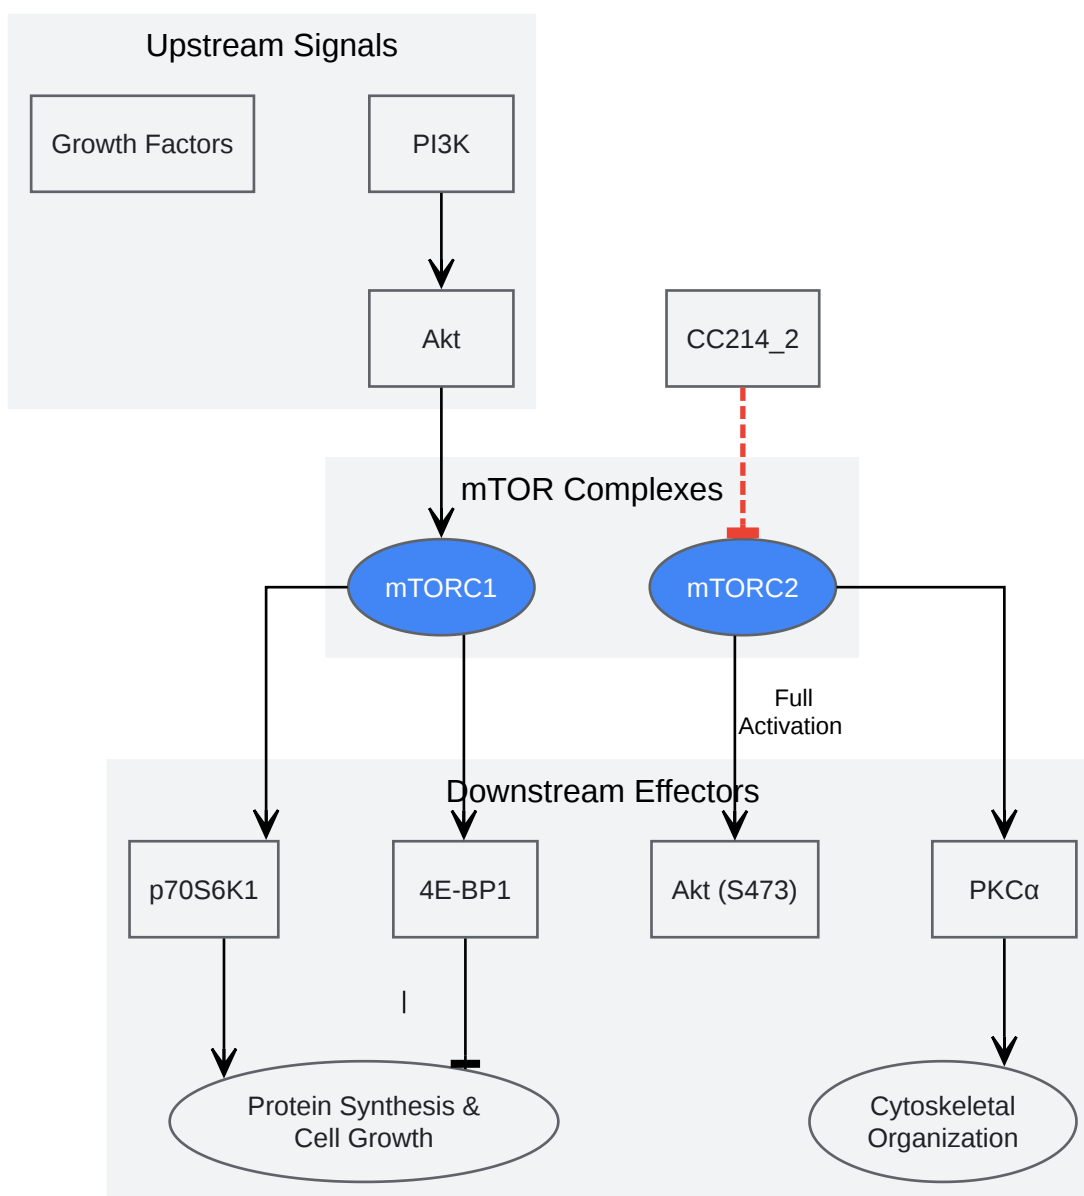 Upstream Signals
Growth Factors
PI3K
Akt
CC214_2
mTOR Complexes
mTORC1
mTORC2
Full
Activation
Downstream Effectors
p70S6K1
4E-BP1
Akt (S473)
PKCα
|
Protein Synthesis &
Cell Growth
Cytoskeletal
Organization